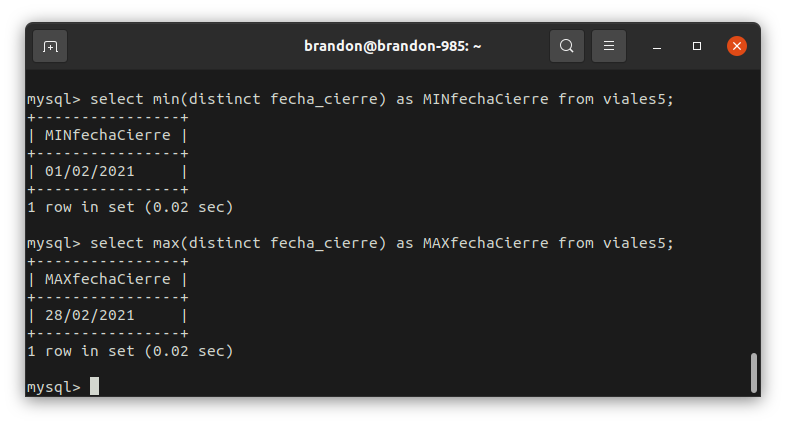 brandon@brandon-985: ~
mysql> select min(distinct fecha_cierre) as MINfechaCierre from viales5;
+----------------+
| MINfechaCierre |
+----------------+
| 01/02/2021     |
+----------------+
1 row in set (0.02 sec)
mysql> select max(distinct fecha_cierre) as MAXfechaCierre from viales5;
+----------------+
| MAXfechaCierre |
+----------------+
| 28/02/2021     |
+----------------+
1 row in set (0.02 sec)
mysql>